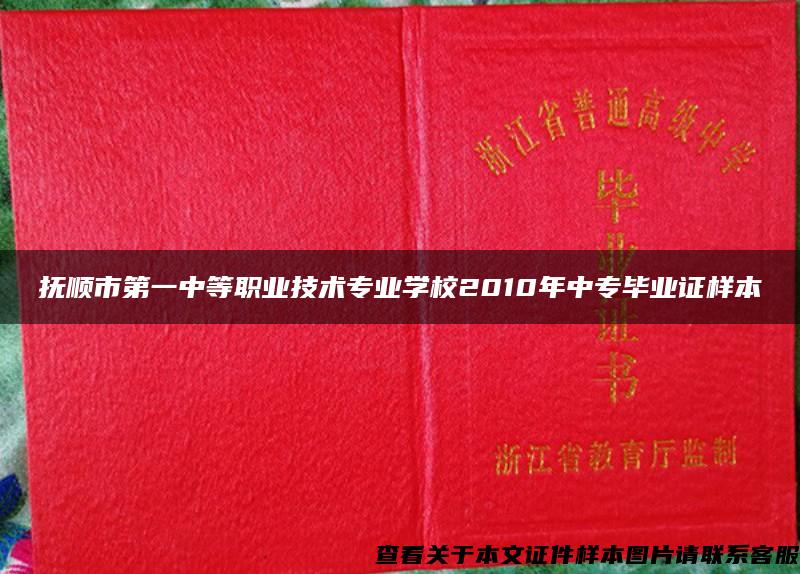 浙江省普通高级中学
毕业证书
抚顺市第一中等职业技术专业学校2010年中专毕业证样本
浙江省教育厅监制
查看关于本文证件样本图片请联系客服